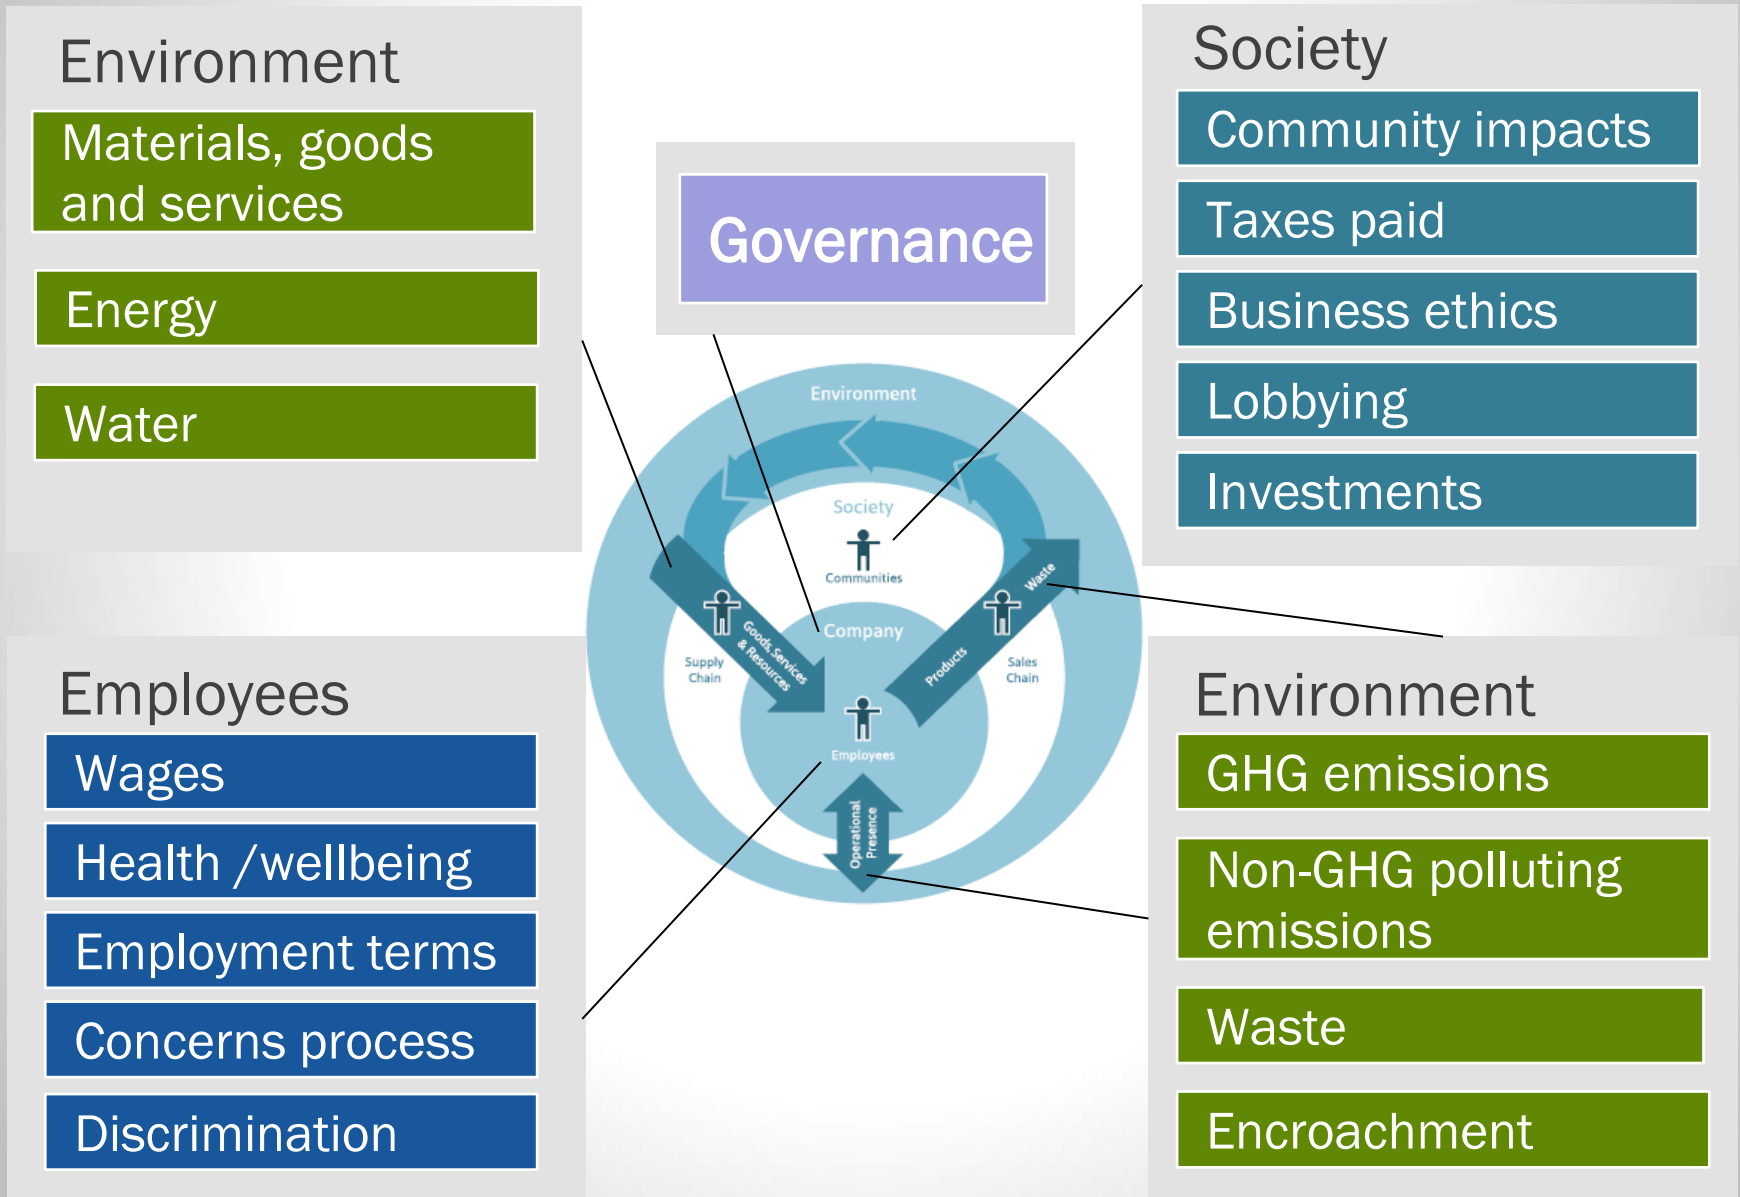 Environment
Materials, goods
and services
Energy
Water
Governance
Society
Community impacts
Taxes paid
Business ethics
Lobbying
Investments
Environment
Society
Communities
Company
Goods, Services
& Resources
Supply
Chain
Products
Waste
Sales
Chain
Employees
Operational
Presence
Employees
Wages
Health /wellbeing
Employment terms
Concerns process
Discrimination
Environment
GHG emissions
Non-GHG polluting
emissions
Waste
Encroachment